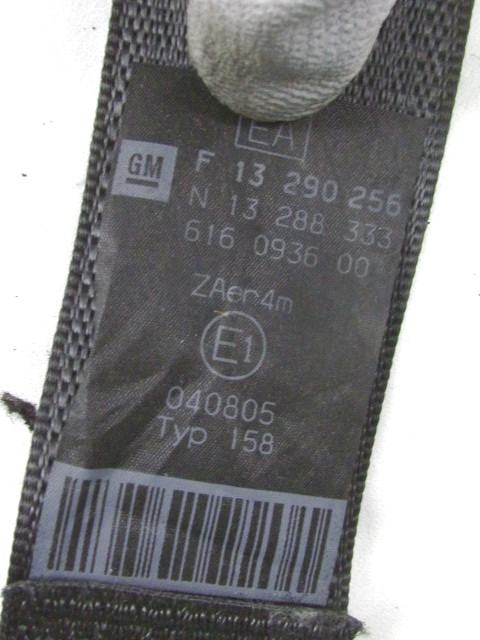 EA
GM
F 13 290 256
N 13 288 333
616 0936 00
ZAer4m
E1
040805
Typ 158